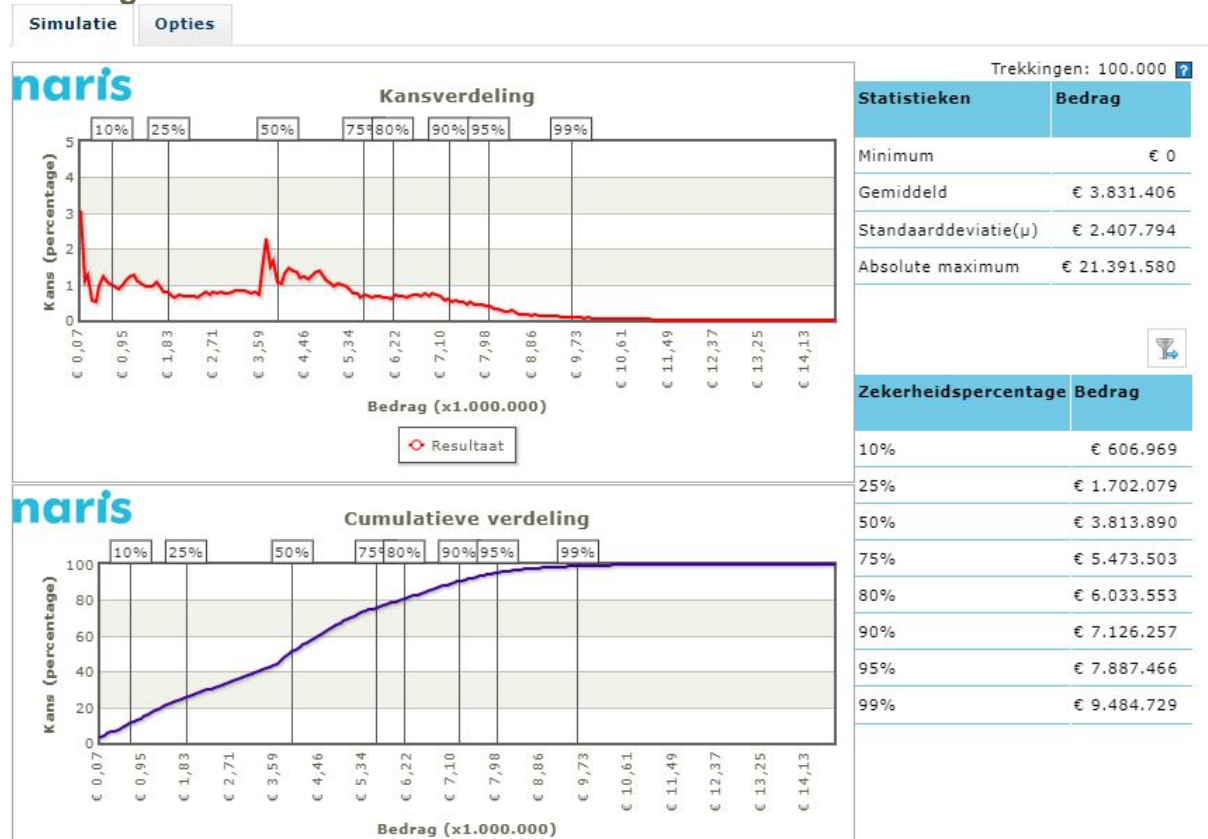 Simulatie Opties
naris
Kansverdeling
10% 25% 50% 75% 80% 90% 95% 99%
Kans (percentage)
5
4
3
2
1
0
€ 0,07 € 0,95 € 1,83 € 2,71 € 3,59 € 4,46 € 5,34 € 6,22 € 7,10 € 7,98 € 8,86 € 9,73 € 10,61 € 11,49 € 12,37 € 13,25 € 14,13
Bedrag (x1.000.000)
Resultaat
naris
Cumulatieve verdeling
10% 25% 50% 75% 80% 90% 95% 99%
Kans (percentage)
100
80
60
40
20
0
€ 0,07 € 0,95 € 1,83 € 2,71 € 3,59 € 4,46 € 5,34 € 6,22 € 7,10 € 7,98 € 8,86 € 9,73 € 10,61 € 11,49 € 12,37 € 13,25 € 14,13
Bedrag (x1.000.000)
Trekkingen: 100.000 ?
Statistieken Bedrag
Minimum € 0
Gemiddeld € 3.831.406
Standaarddeviatie(µ) € 2.407.794
Absolute maximum € 21.391.580
Zekerheidspercentage Bedrag
10% € 606.969
25% € 1.702.079
50% € 3.813.890
75% € 5.473.503
80% € 6.033.553
90% € 7.126.257
95% € 7.887.466
99% € 9.484.729